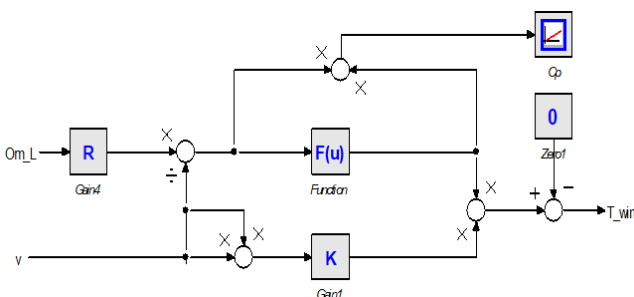 ×
×
Cp
Om_L
×
R
Gain4
÷
F(u)
Function
0
Zero1
×
×
+
−
T_win
v
×
×
K
Gain1